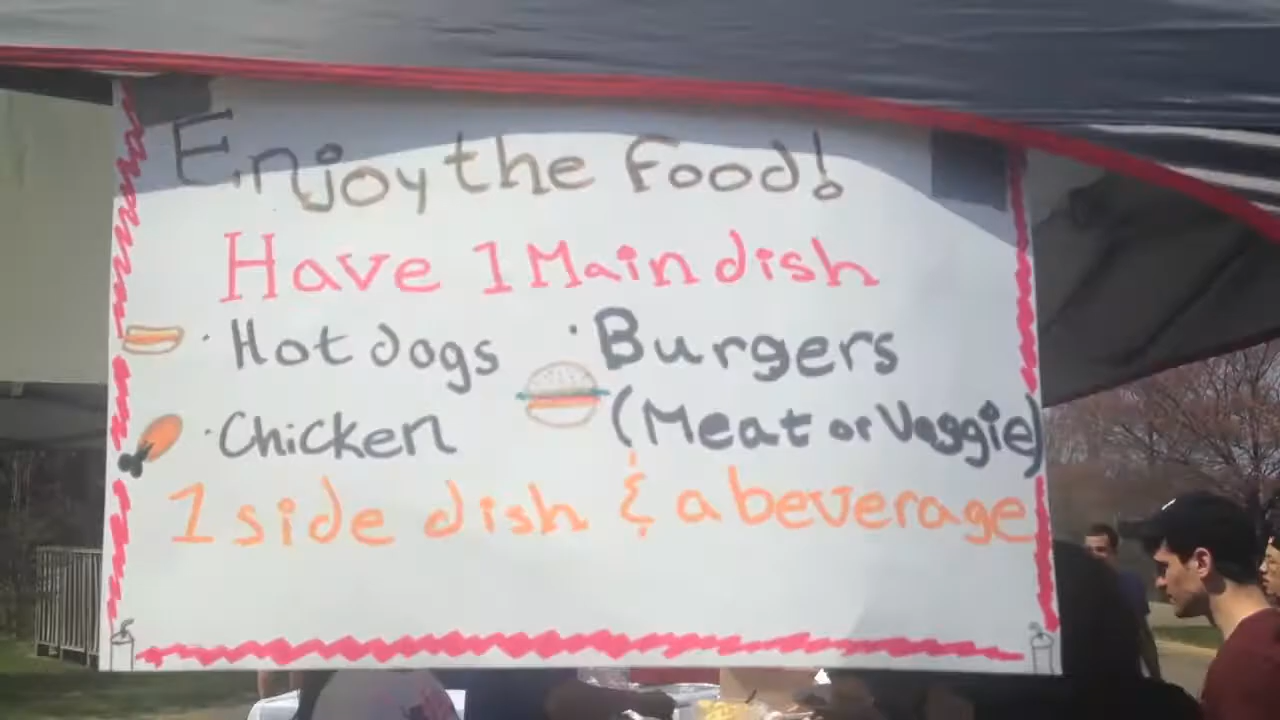 Enjoy the Food!
Have 1 Main dish
· Hot dogs · Burgers
· Chicken (Meat or Veggie)
1 side dish & a beverage